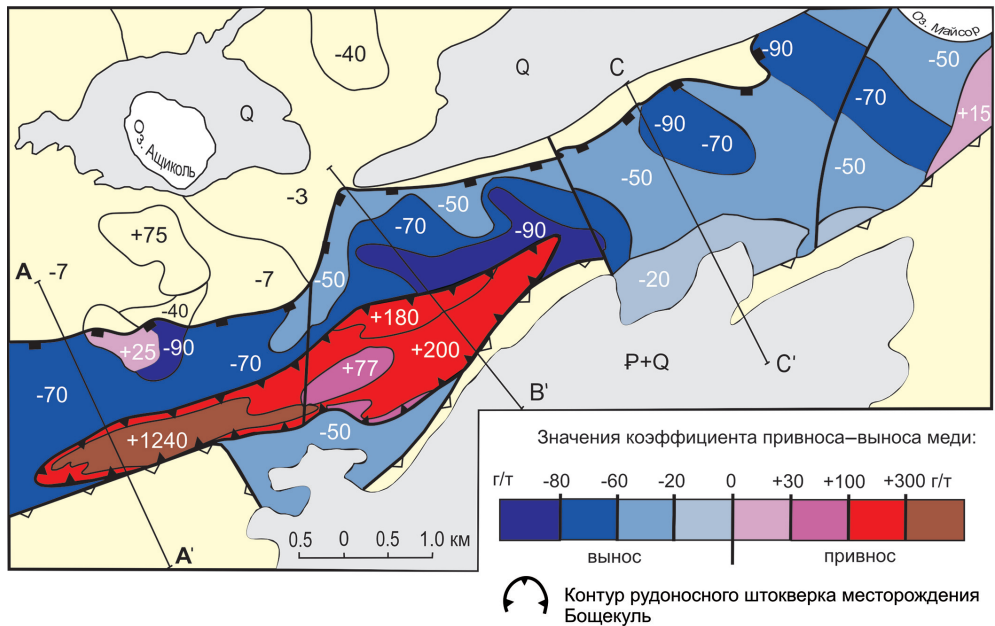 Оз. Майсор
-40
Q
C
-90
-50
-70
+15
Q
Оз. Ащиколь
-90
-70
-50
-50
-3
-50
+75
-70
-90
A
-7
-7
-50
-20
-40
+180
+25
-90
+200
-70
+77
P+Q
C'
-70
B'
+1240
-50
A'
0.5 0 0.5 1.0 км
Значения коэффициента привноса–выноса меди:
г/т -80 -60 -20 0 +30 +100 +300 г/т
вынос привнос
Контур рудоносного штокверка месторождения
Бощекуль